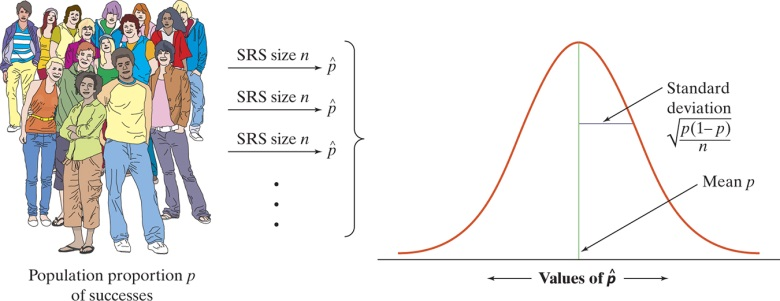 SRS size n
p̂
SRS size n
p̂
SRS size n
p̂
Population proportion p
of successes
Standard
deviation
√p(1– p)/n
Mean p
Values of p̂